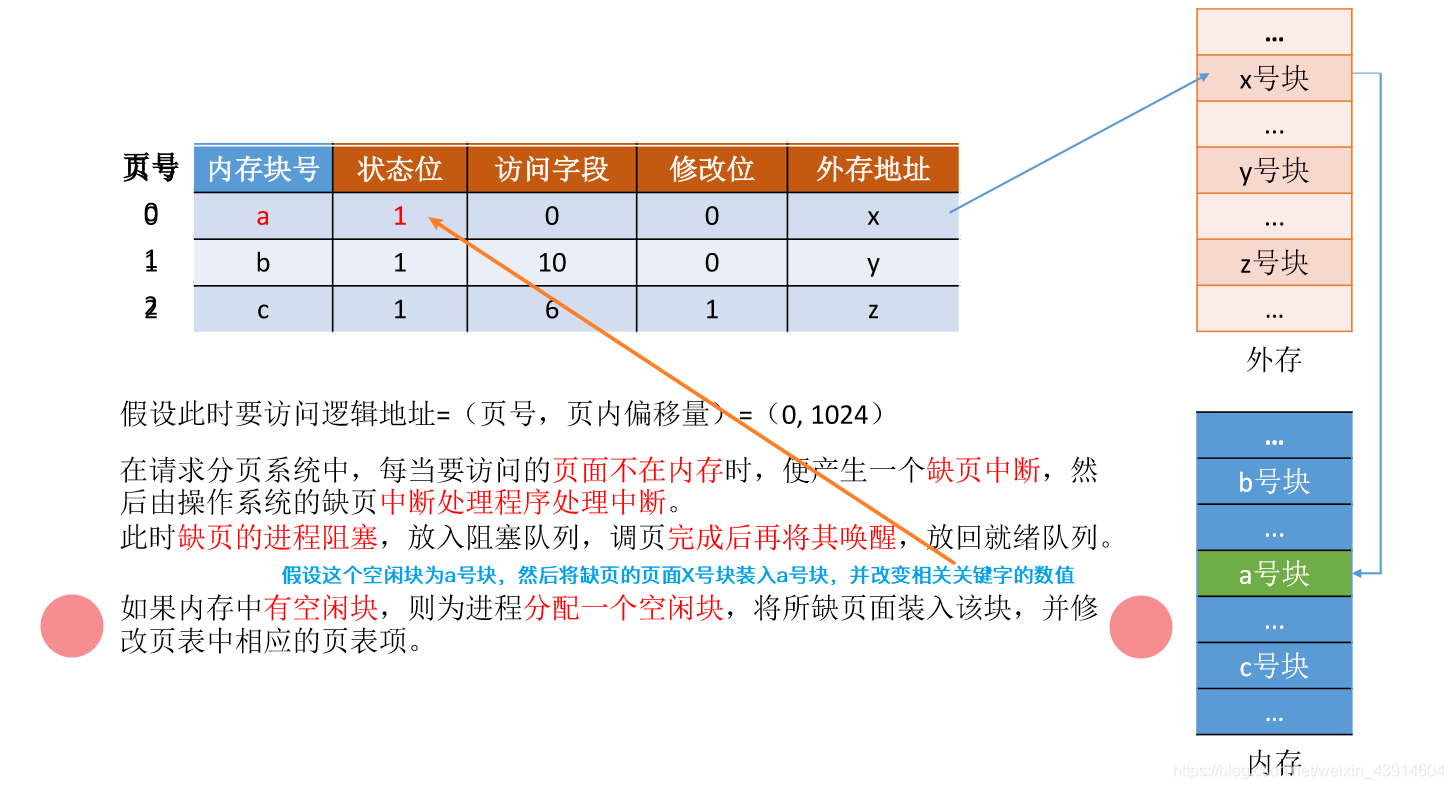 页号 内存块号 状态位 访问字段 修改位 外存地址
0 a 1 0 0 x
1 b 1 10 0 y
2 c 1 6 1 z
假设此时要访问逻辑地址=（页号，页内偏移量）=（0, 1024）
在请求分页系统中，每当要访问的页面不在内存时，便产生一个缺页中断，然
后由操作系统的缺页中断处理程序处理中断。
此时缺页的进程阻塞，放入阻塞队列，调页完成后再将其唤醒，放回就绪队列。
假设这个空闲块为a号块，然后将缺页的页面X号块装入a号块，并改变相关关键字的数值
如果内存中有空闲块，则为进程分配一个空闲块，将所缺页面装入该块，并修
改页表中相应的页表项。
...
x号块
...
y号块
...
z号块
...
外存
...
b号块
...
a号块
...
c号块
...
内存
https://blog.csdn.net/weixin_43914604